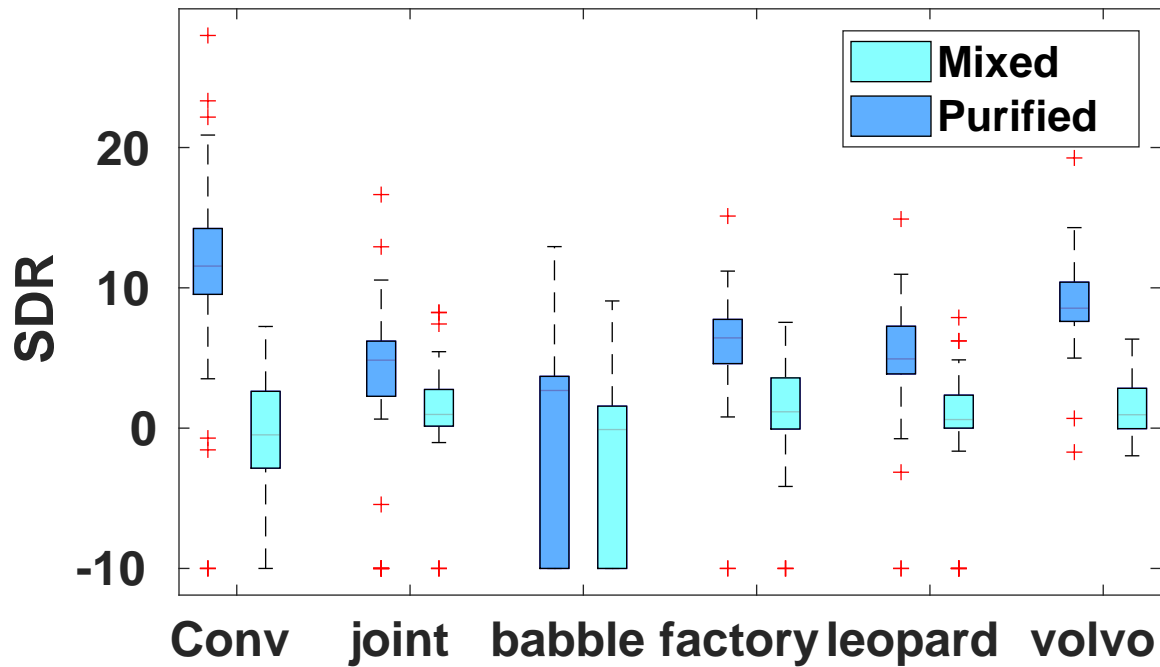 Mixed
Purified
20
10
0
-10
SDR
Conv joint babble factory leopard volvo